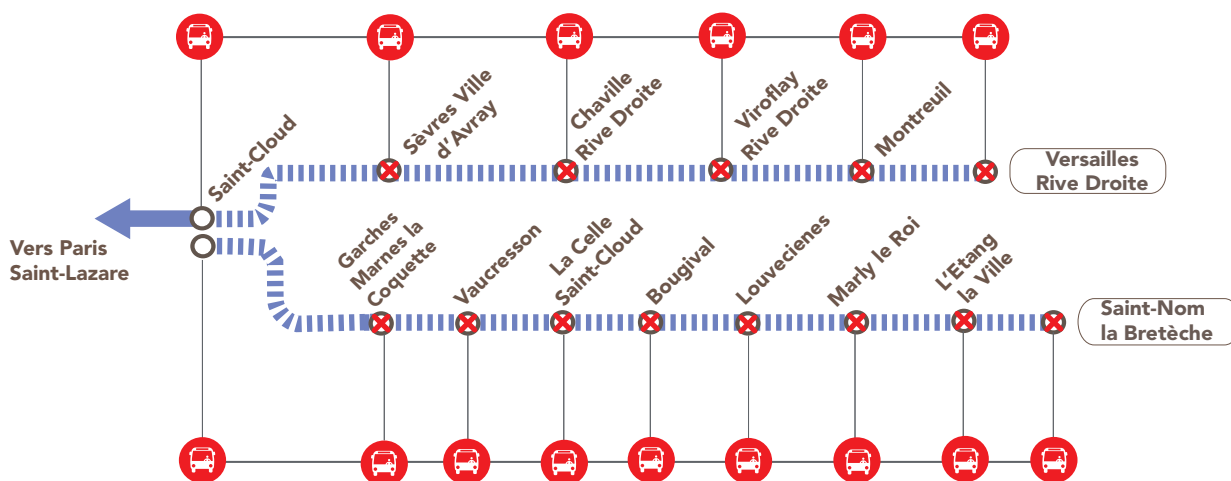 Saint-Cloud
Sèvres Ville
d'Avray
Chaville
Rive Droite
Viroflay
Rive Droite
Montreuil
Versailles
Rive Droite
Vers Paris
Saint-Lazare
Garches
Marnes la
Coquette
Vaucresson
La Celle
Saint-Cloud
Bougival
Louvecienes
Marly le Roi
L'Etang
la Ville
Saint-Nom
la Bretèche